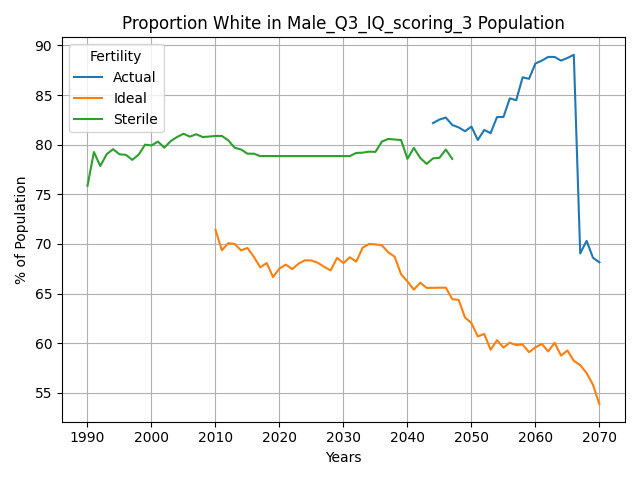 Proportion White in Male_Q3_IQ_scoring_3 Population
% of Population
90
85
80
75
70
65
60
55
Fertility
Actual
Ideal
Sterile
1990 2000 2010 2020 2030 2040 2050 2060 2070
Years